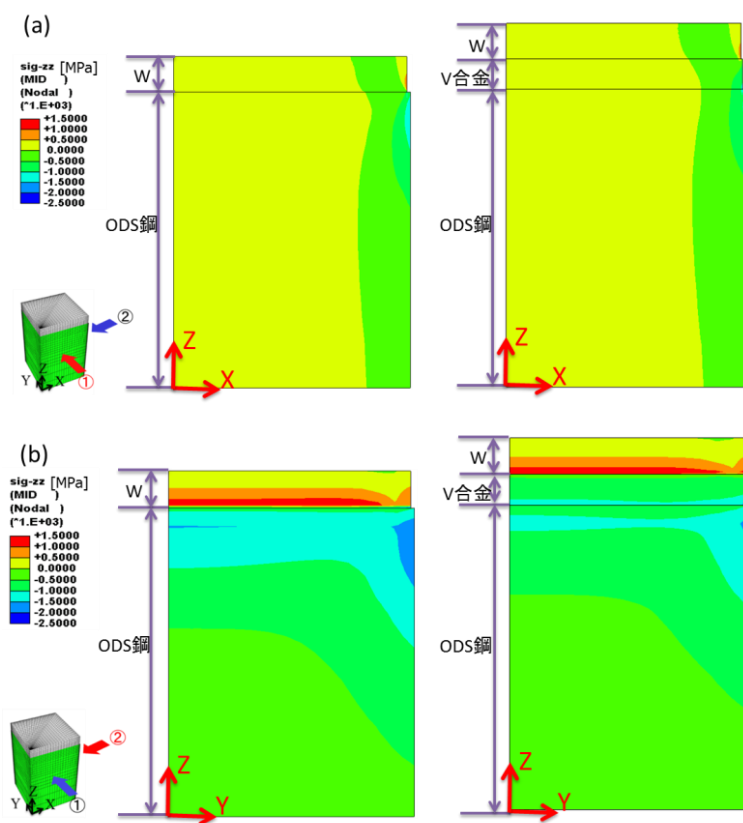 (a)
sig-zz [MPa]
(MID )
(Nodal )
(^1.E+03)
+1.5000
+1.0000
+0.5000
0.0000
-0.5000
-1.0000
-1.5000
-2.0000
-2.5000
W
ODS鋼
Z
X
W
V合金
ODS鋼
Z
X
②
Z
Y
X
①
(b)
sig-zz [MPa]
(MID )
(Nodal )
(^1.E+03)
+1.5000
+1.0000
+0.5000
0.0000
-0.5000
-1.0000
-1.5000
-2.0000
-2.5000
W
ODS鋼
Z
Y
W
V合金
ODS鋼
Z
Y
②
Z
Y
X
①